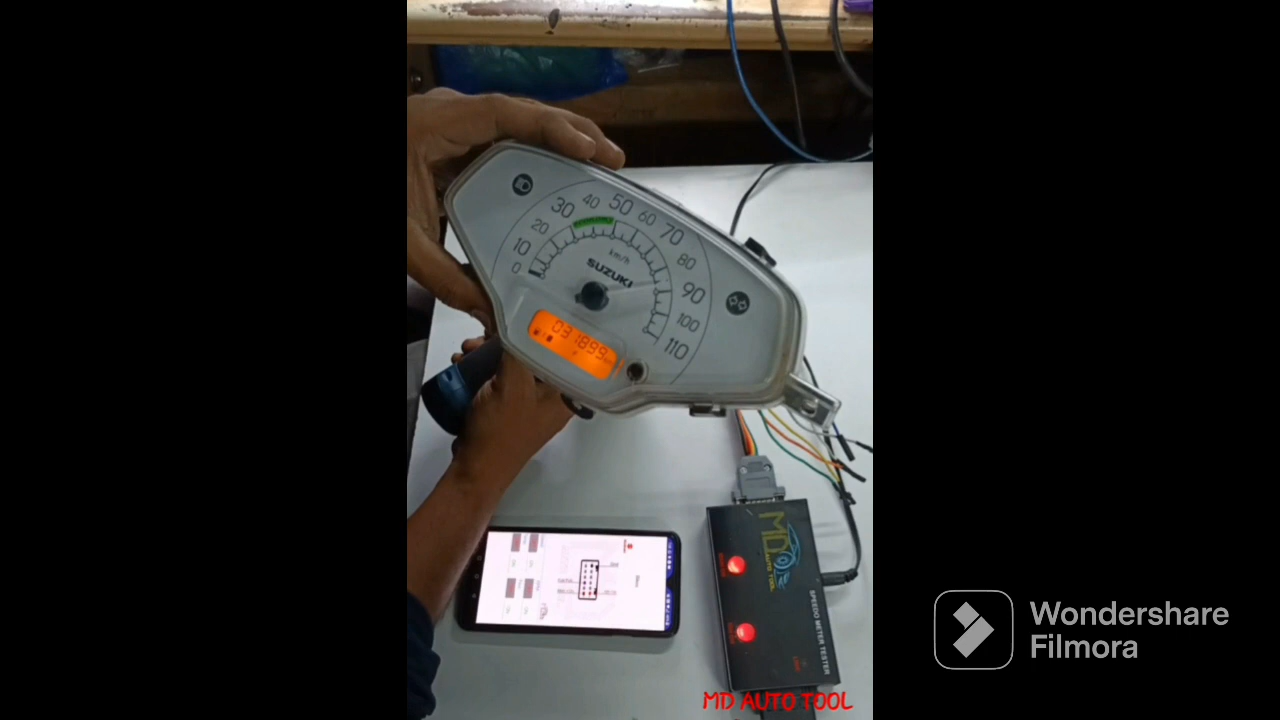 0
10
20
30
40
50
60
70
80
90
100
110
km/h
SUZUKI
031899
MD
AUTO TOOL
SPEEDO METER TESTER
MD AUTO TOOL
Wondershare
Filmora